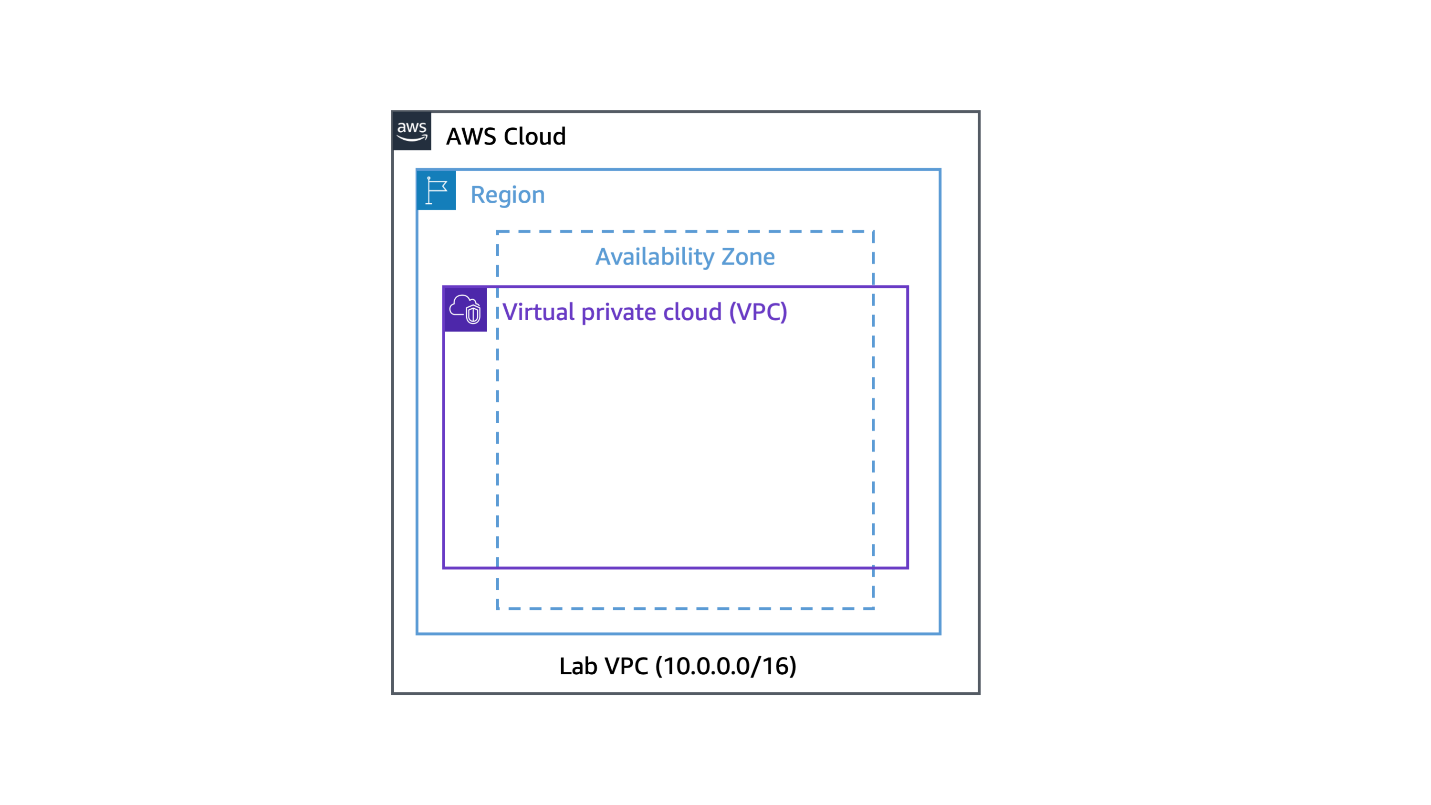 aws
AWS Cloud
Region
Availability Zone
Virtual private cloud (VPC)
Lab VPC (10.0.0.0/16)